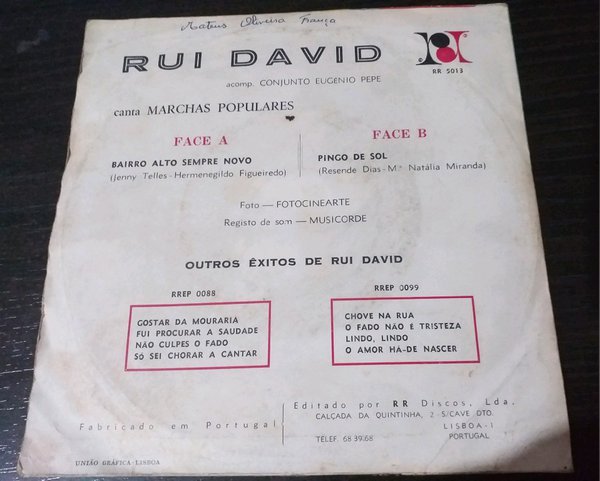 Mateus Oliveira França
RUI DAVID
acomp. CONJUNTO EUGÉNIO PEPE
RR 5013
canta MARCHAS POPULARES
FACE A
BAIRRO ALTO SEMPRE NOVO
(Jenny Telles-Hermenegildo Figueiredo)
FACE B
PINGO DE SOL
(Resende Dias-M.ª Natália Miranda)
Foto — FOTOCINEARTE
Registo de som — MUSICORDE
OUTROS ÊXITOS DE RUI DAVID
RREP 0088
GOSTAR DA MOURARIA
FUI PROCURAR A SAUDADE
NÃO CULPES O FADO
SÓ SEI CHORAR A CANTAR
RREP 0099
CHOVE NA RUA
O FADO NÃO É TRISTEZA
LINDO, LINDO
O AMOR HÁ-DE NASCER
Fabricado em Portugal
Editado por RR Discos, Lda,
CALÇADA DA QUINTINHA, 2 - S/CAVE DTO.
TÉLEF. 68 39.68
LISBOA-1
PORTUGAL
UNIÃO GRÁFICA-LISBOA